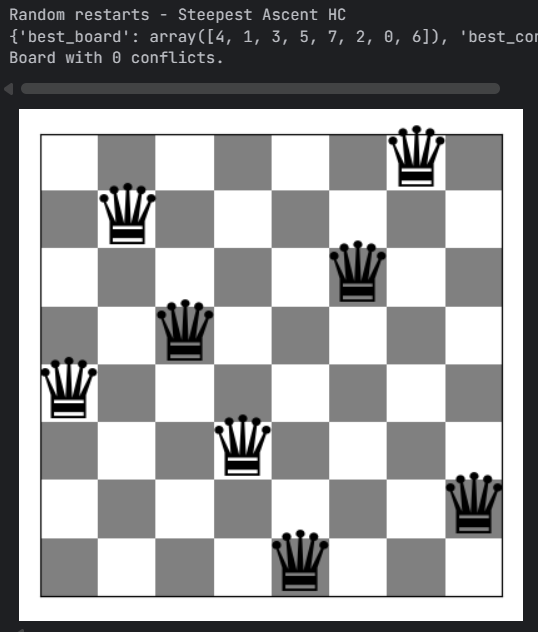 Random restarts - Steepest Ascent HC
{'best_board': array([4, 1, 3, 5, 7, 2, 0, 6]), 'best_con
Board with 0 conflicts.